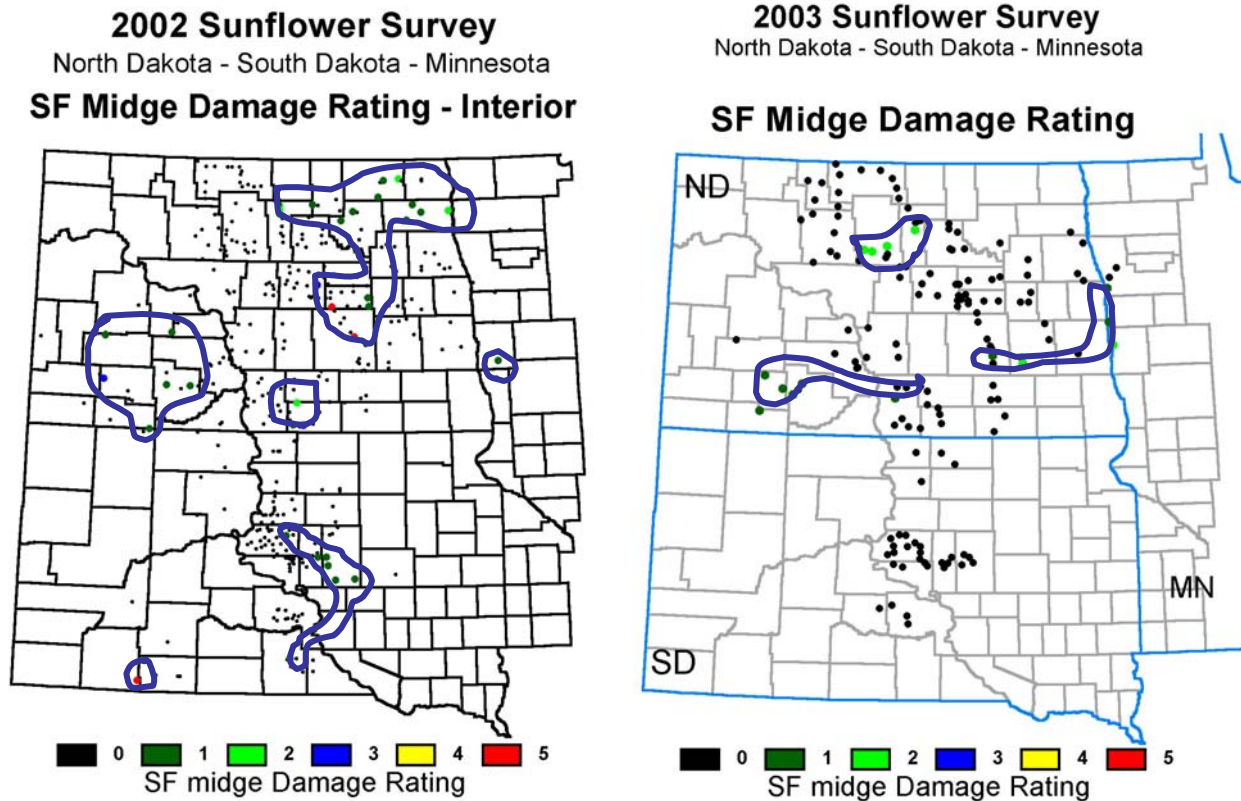 2002 Sunflower Survey
North Dakota - South Dakota - Minnesota
SF Midge Damage Rating - Interior
0 1 2 3 4 5
SF midge Damage Rating
2003 Sunflower Survey
North Dakota - South Dakota - Minnesota
SF Midge Damage Rating
ND
MN
SD
0 1 2 3 4 5
SF midge Damage Rating